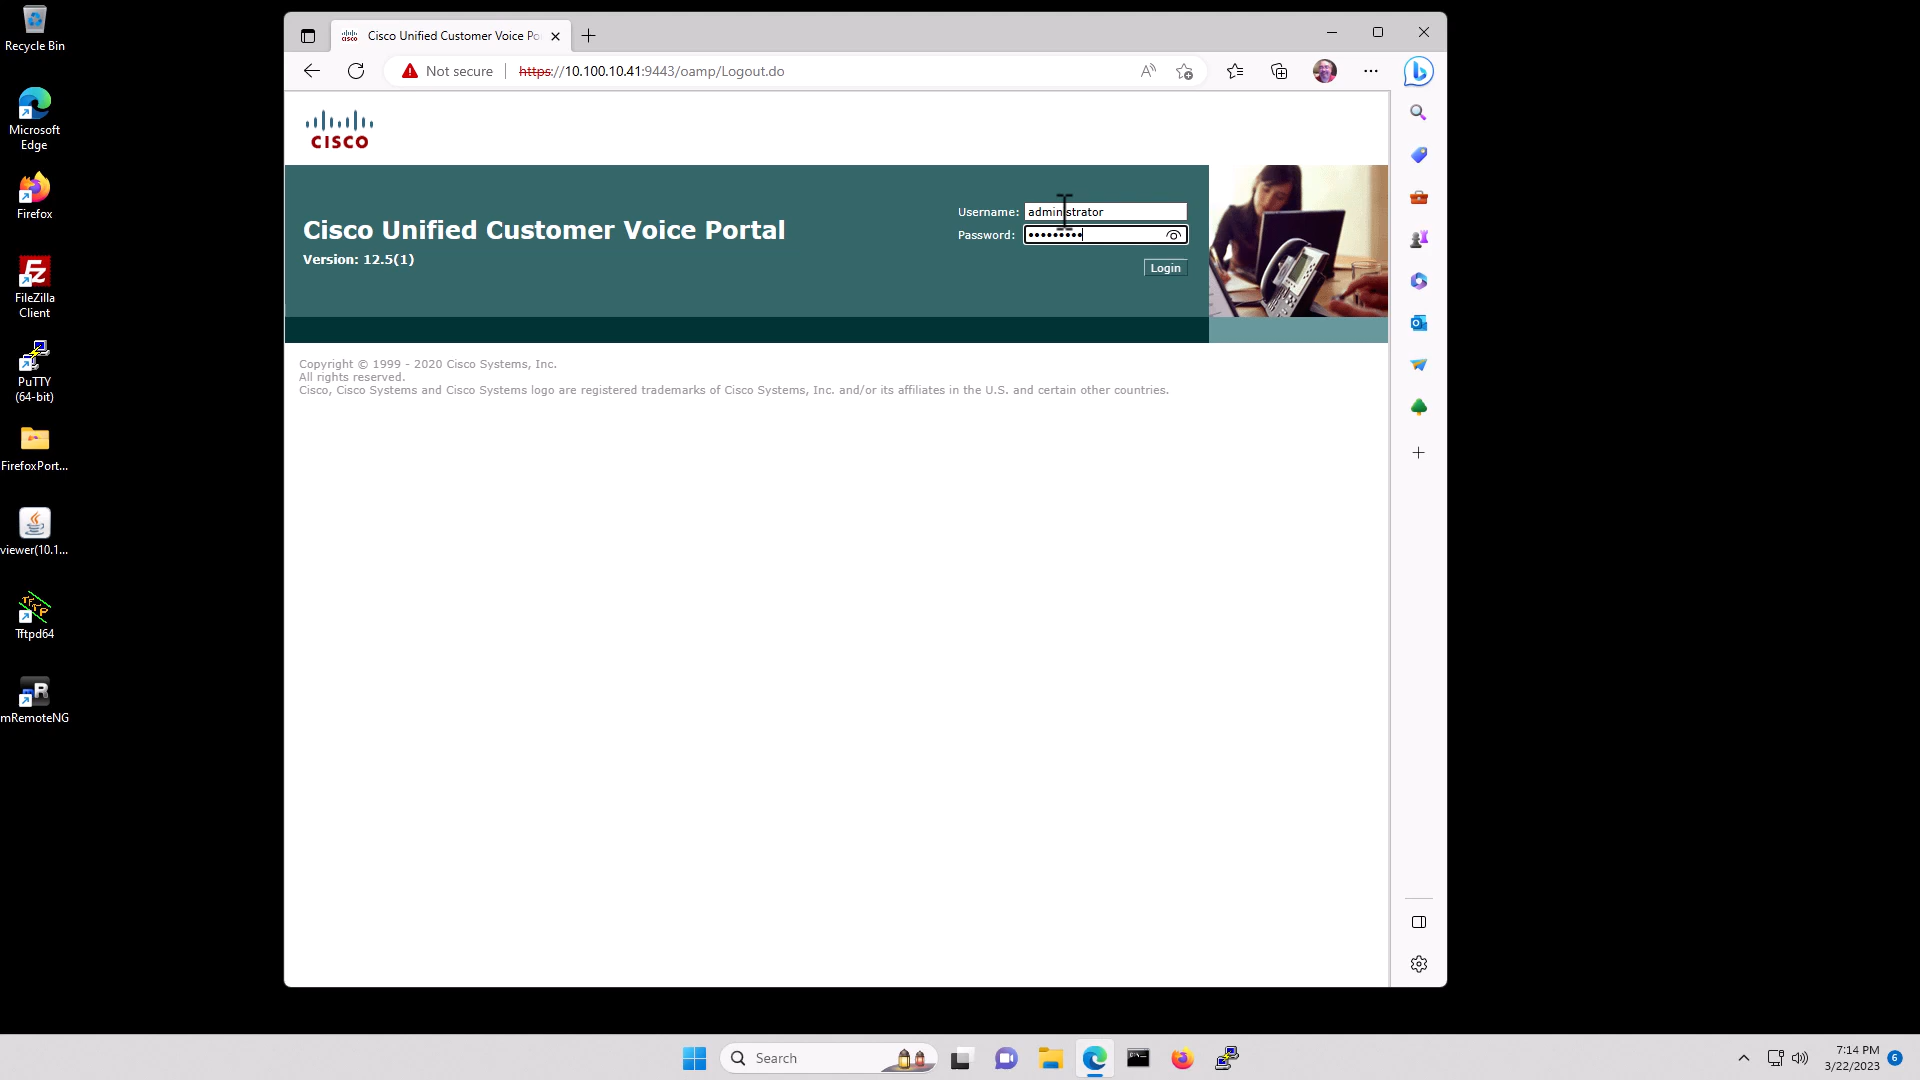 Recycle Bin
Microsoft
Edge
Firefox
FileZilla
Client
PuTTY
(64-bit)
FirefoxPort...
viewer(10.1...
Tftpd64
mRemoteNG
Cisco Unified Customer Voice Po
Not secure
https://10.100.10.41:9443/oamp/Logout.do
CISCO
Cisco Unified Customer Voice Portal
Version: 12.5(1)
Username: administrator
Password: •••••••••
Login
Copyright © 1999 - 2020 Cisco Systems, Inc.
All rights reserved.
Cisco, Cisco Systems and Cisco Systems logo are registered trademarks of Cisco Systems, Inc. and/or its affiliates in the U.S. and certain other countries.
Search
7:14 PM
3/22/2023
6